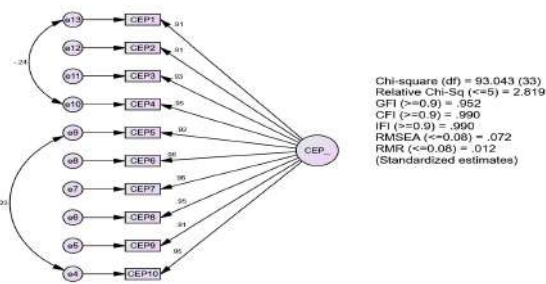 e13 CEP1 .91
e12 CEP2 .91
e11 CEP3 .93
e10 CEP4 .95
e9 CEP5 .92
e8 CEP6 .96
e7 CEP7 .96
e6 CEP8 .95
e5 CEP9 .91
e4 CEP10 .95
-.24
CEP_
Chi-square (df) = 93.043 (33)
Relative Chi-Sq (<=5) = 2.819
GFI (>=0.9) = .952
CFI (>=0.9) = .990
IFI (>=0.9) = .990
RMSEA (<=0.08) = .072
RMR (<=0.08) = .012
(Standardized estimates)